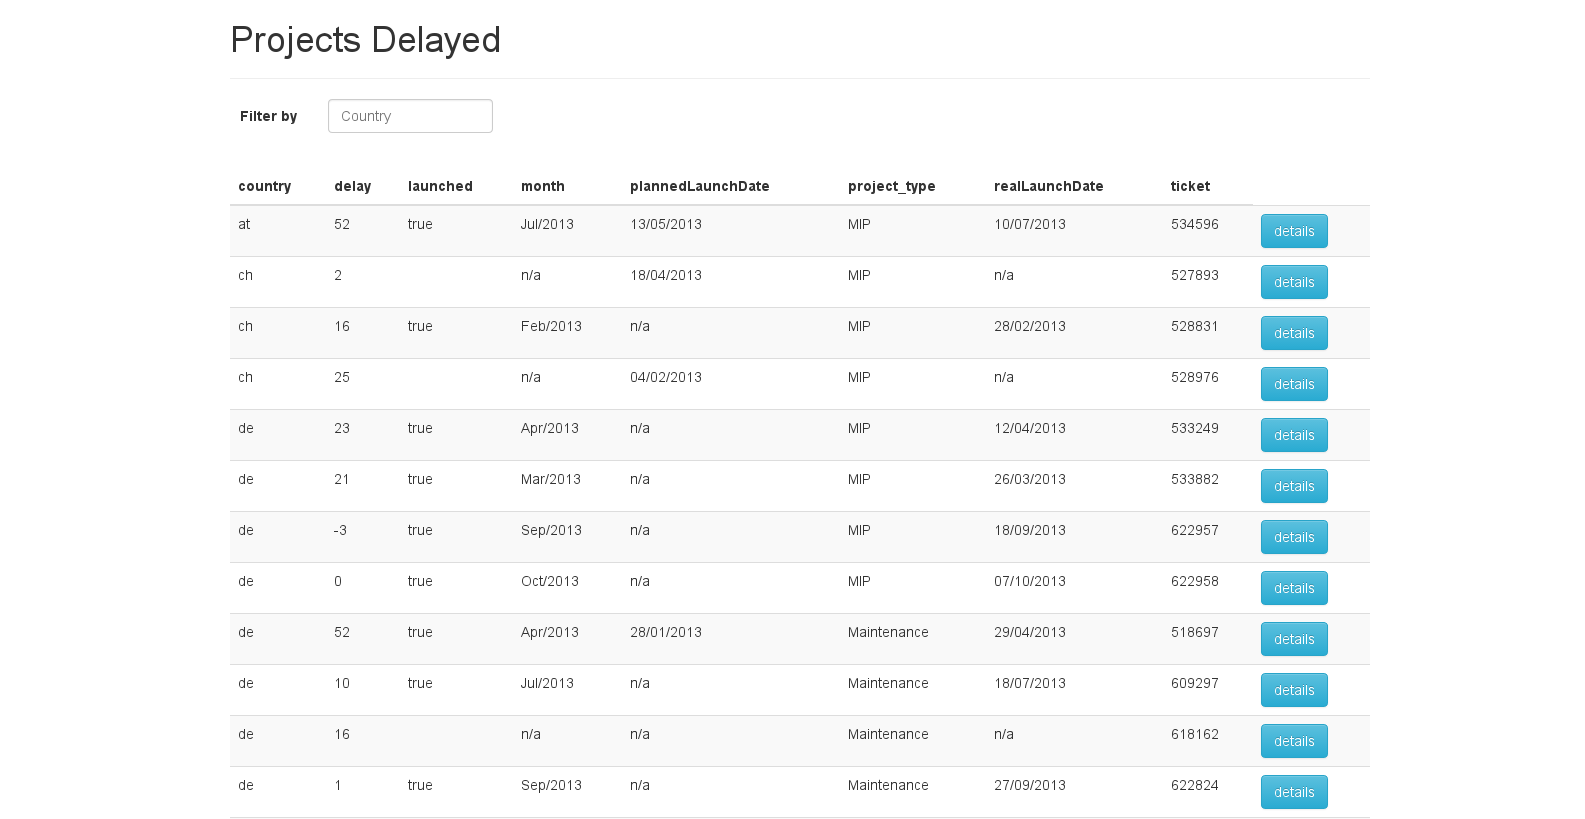 Projects Delayed
Filter by Country
country delay launched month plannedLaunchDate project_type realLaunchDate ticket
at 52 true Jul/2013 13/05/2013 MIP 10/07/2013 534596 details
ch 2 n/a 18/04/2013 MIP n/a 527893 details
ch 16 true Feb/2013 n/a MIP 28/02/2013 528831 details
ch 25 n/a 04/02/2013 MIP n/a 528976 details
de 23 true Apr/2013 n/a MIP 12/04/2013 533249 details
de 21 true Mar/2013 n/a MIP 26/03/2013 533882 details
de -3 true Sep/2013 n/a MIP 18/09/2013 622957 details
de 0 true Oct/2013 n/a MIP 07/10/2013 622958 details
de 52 true Apr/2013 28/01/2013 Maintenance 29/04/2013 518697 details
de 10 true Jul/2013 n/a Maintenance 18/07/2013 609297 details
de 16 n/a n/a Maintenance n/a 618162 details
de 1 true Sep/2013 n/a Maintenance 27/09/2013 622824 details